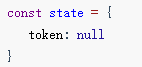 const state = {
  token: null
}